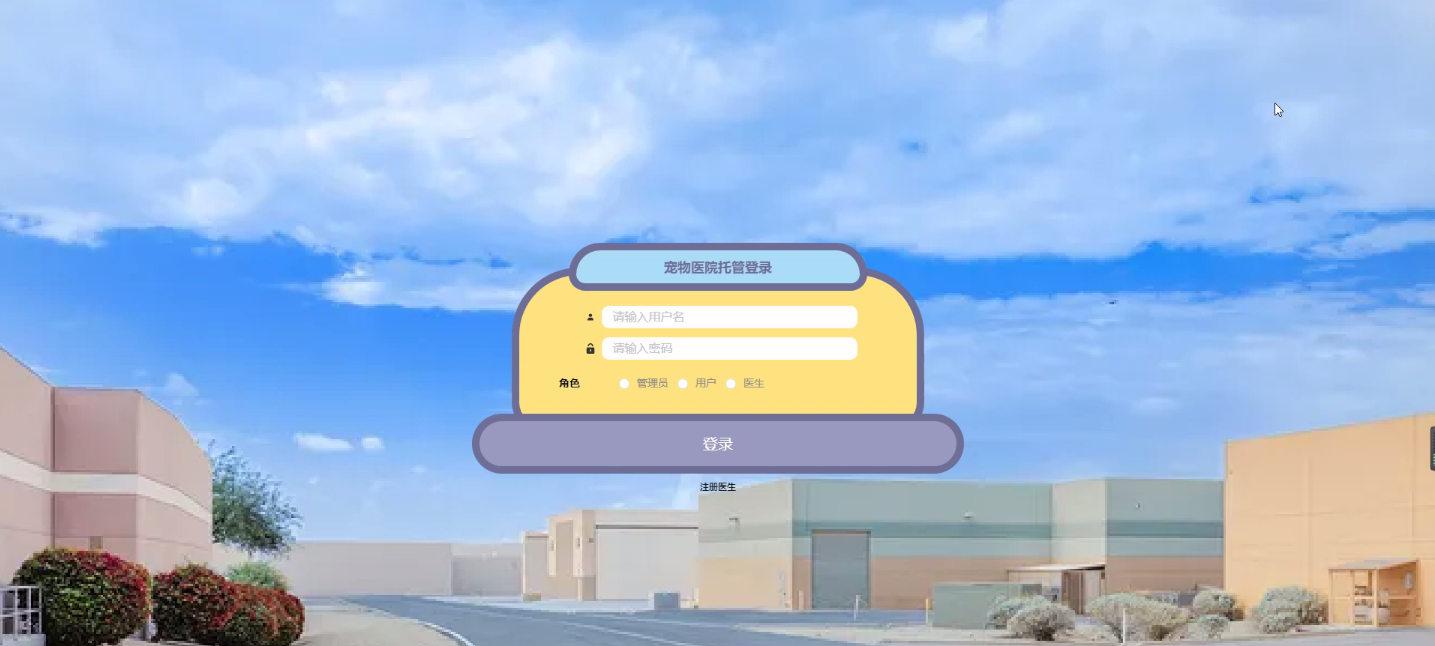 宠物医院托管登录
请输入用户名
请输入密码
角色 管理员 用户 医生
登录
注册医生